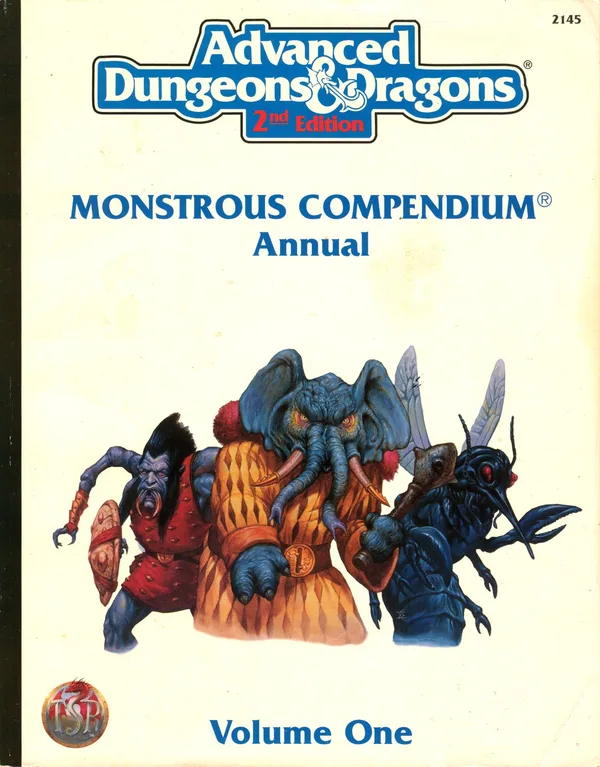 2145
Advanced
Dungeons & Dragons®
2nd Edition
MONSTROUS COMPENDIUM®
Annual
TSR
Volume One